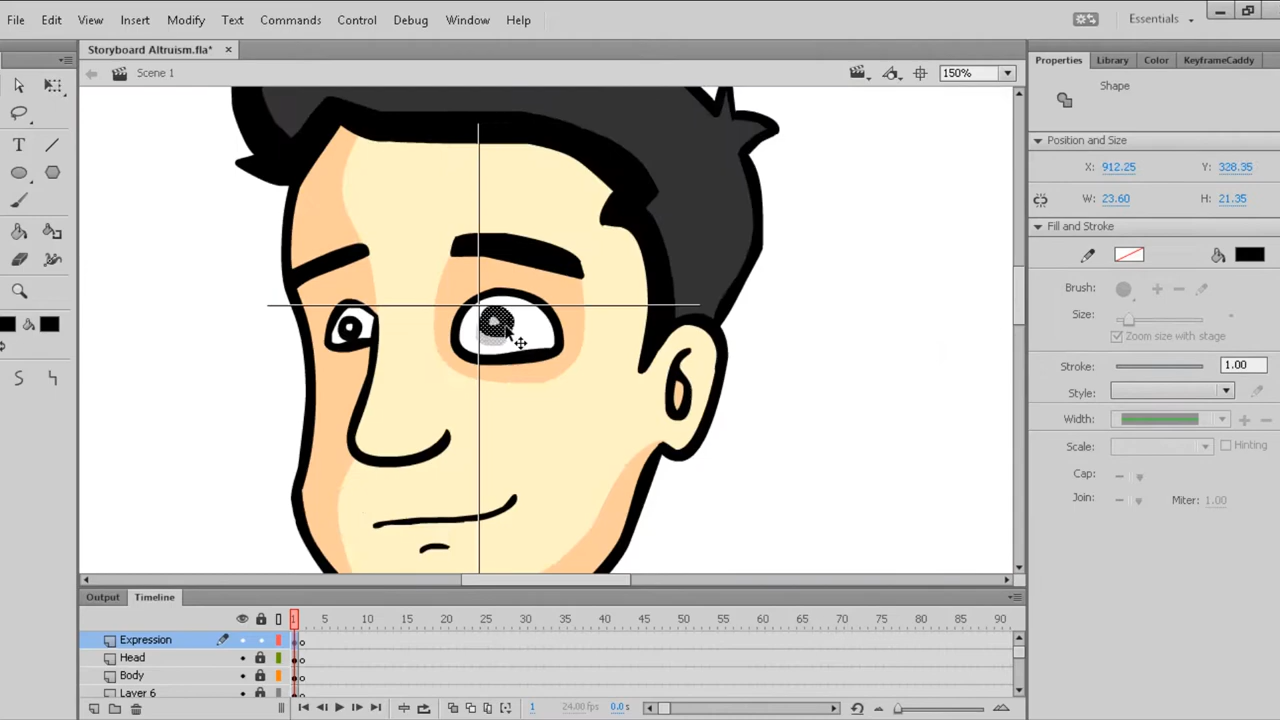 File Edit View Insert Modify Text Commands Control Debug Window Help Essentials
Storyboard Altruism.fla* ×
Scene 1 150%
Properties Library Color KeyframeCaddy
Shape
Position and Size
X: 912.25 Y: 328.35
W: 23.60 H: 21.35
Fill and Stroke
Brush:
Size:
Zoom size with stage
Stroke: 1.00
Style:
Width:
Scale: Hinting
Cap:
Join: Miter: 1.00
Output Timeline
1 5 10 15 20 25 30 35 40 45 50 55 60 65 70 75 80 85 90
Expression
Head
Body
Layer 6
1 24.00 fps 0.0s